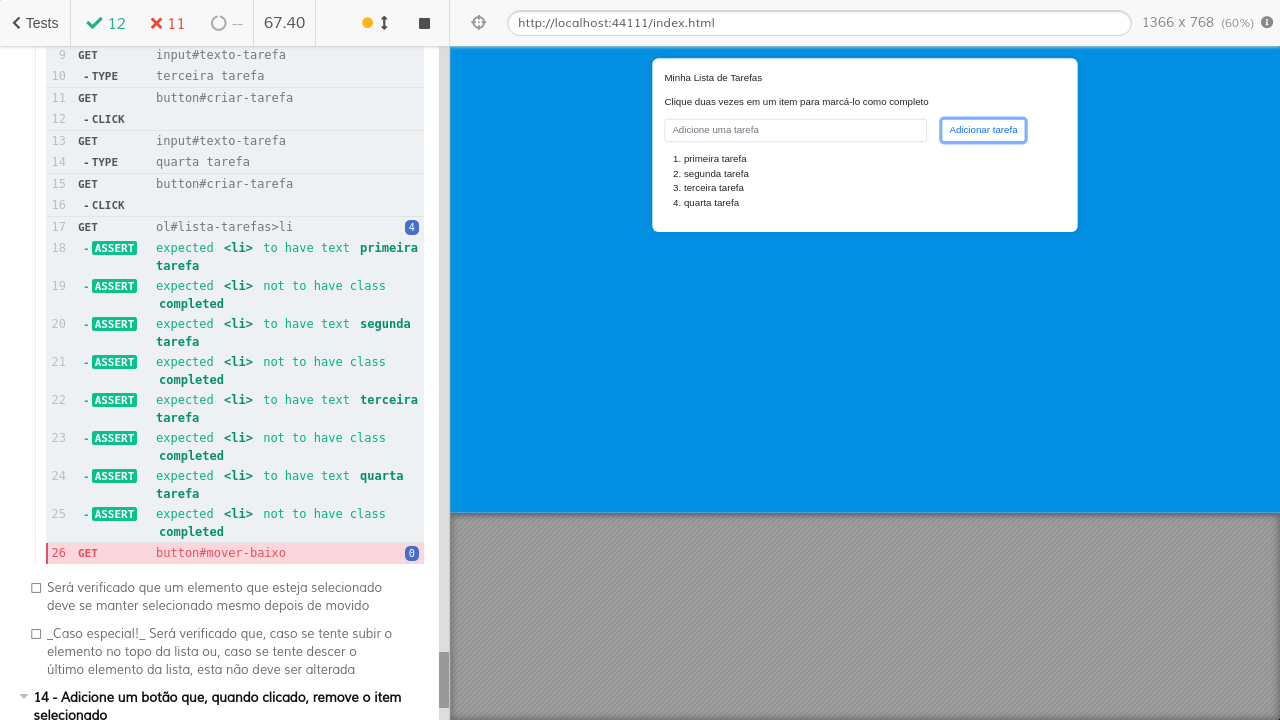 Tests 12 11 -- 67.40
http://localhost:44111/index.html 1366 x 768 (60%)
9 GET input#texto-tarefa
10 - TYPE terceira tarefa
11 GET button#criar-tarefa
12 - CLICK
13 GET input#texto-tarefa
14 - TYPE quarta tarefa
15 GET button#criar-tarefa
16 - CLICK
17 GET ol#lista-tarefas>li 4
18 - ASSERT expected <li> to have text primeira
tarefa
19 - ASSERT expected <li> not to have class
completed
20 - ASSERT expected <li> to have text segunda
tarefa
21 - ASSERT expected <li> not to have class
completed
22 - ASSERT expected <li> to have text terceira
tarefa
23 - ASSERT expected <li> not to have class
completed
24 - ASSERT expected <li> to have text quarta
tarefa
25 - ASSERT expected <li> not to have class
completed
26 GET button#mover-baixo 0
Será verificado que um elemento que esteja selecionado
deve se manter selecionado mesmo depois de movido
_Caso especial!_ Será verificado que, caso se tente subir o
elemento no topo da lista ou, caso se tente descer o
último elemento da lista, esta não deve ser alterada
14 - Adicione um botão que, quando clicado, remove o item
selecionado
Minha Lista de Tarefas
Clique duas vezes em um item para marcá-lo como completo
Adicione uma tarefa Adicionar tarefa
1. primeira tarefa
2. segunda tarefa
3. terceira tarefa
4. quarta tarefa